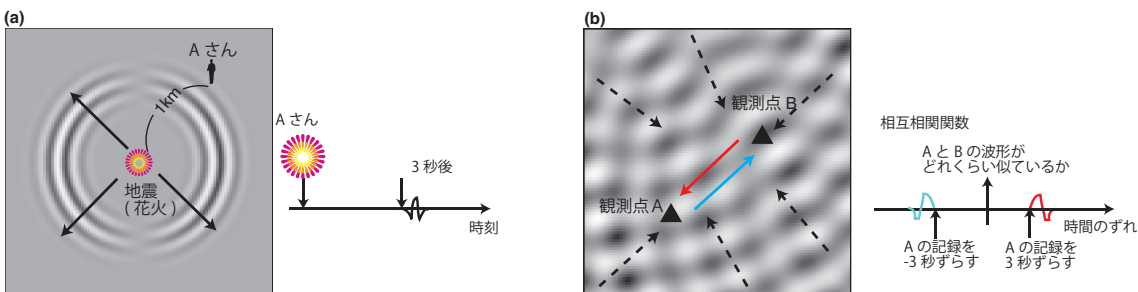 (a)
A さん
1km
地震
( 花火 )
A さん
3 秒後
時刻
(b)
観測点 B
観測点 A
相互相関関数
A と B の波形が
どれくらい似ているか
時間のずれ
A の記録を
-3 秒ずらす
A の記録を
3 秒ずらす